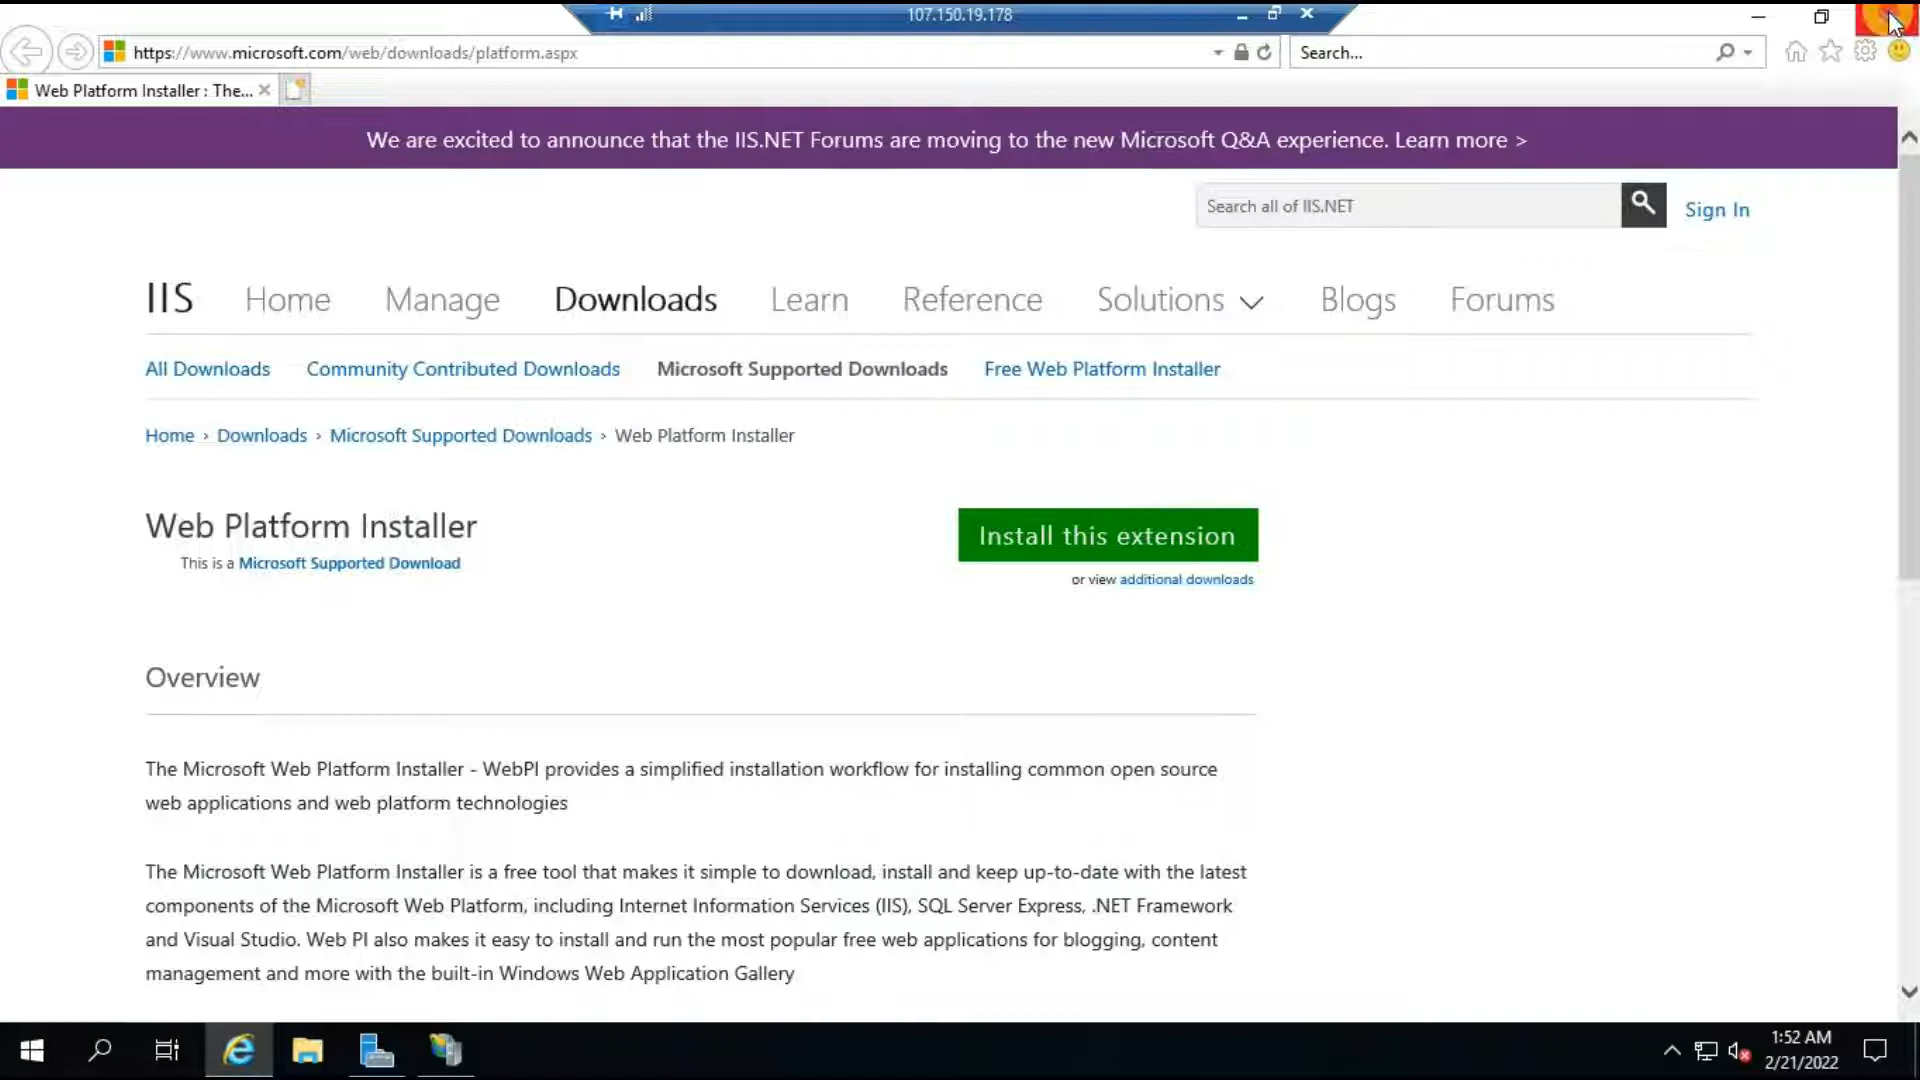 107.150.19.178
https://www.microsoft.com/web/downloads/platform.aspx
Search...
Web Platform Installer : The...
We are excited to announce that the IIS.NET Forums are moving to the new Microsoft Q&A experience. Learn more >
Search all of IIS.NET
Sign In
IIS Home Manage Downloads Learn Reference Solutions Blogs Forums
All Downloads Community Contributed Downloads Microsoft Supported Downloads Free Web Platform Installer
Home › Downloads › Microsoft Supported Downloads › Web Platform Installer
Web Platform Installer
Install this extension
This is a Microsoft Supported Download
or view additional downloads
Overview
The Microsoft Web Platform Installer - WebPI provides a simplified installation workflow for installing common open source
web applications and web platform technologies
The Microsoft Web Platform Installer is a free tool that makes it simple to download, install and keep up-to-date with the latest
components of the Microsoft Web Platform, including Internet Information Services (IIS), SQL Server Express, .NET Framework
and Visual Studio. Web PI also makes it easy to install and run the most popular free web applications for blogging, content
management and more with the built-in Windows Web Application Gallery
1:52 AM
2/21/2022